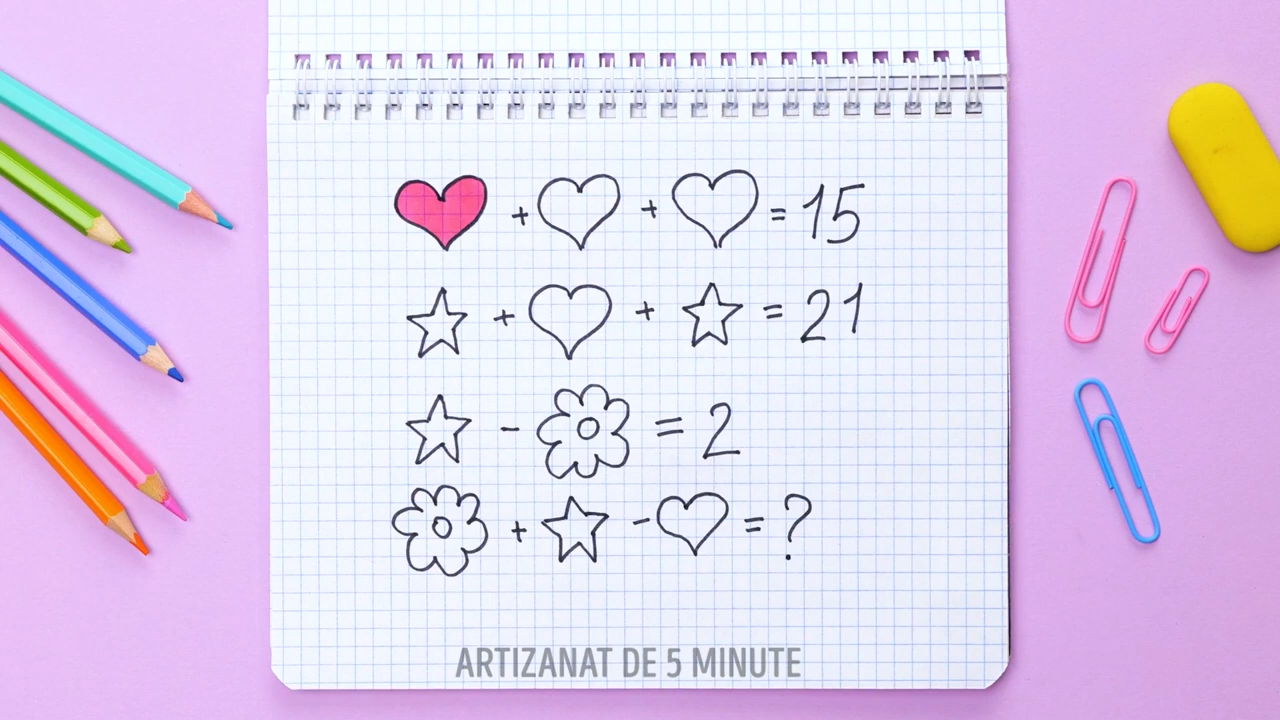 + + = 15
+ + = 21
- = 2
+ - = ?
ARTIZANAT DE 5 MINUTE